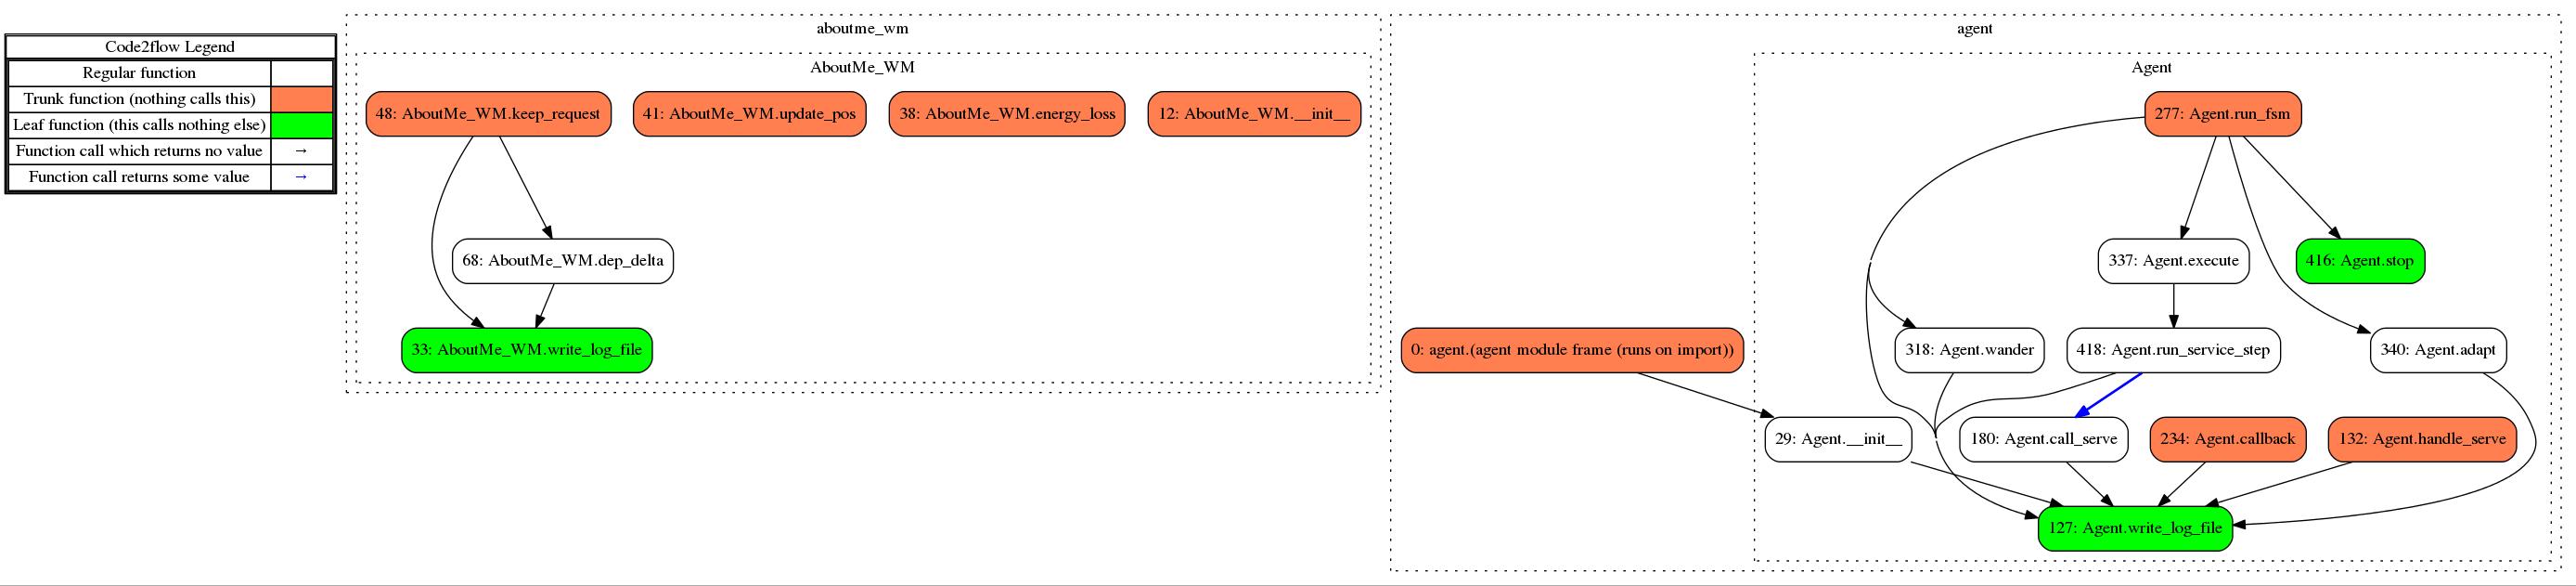 Code2flow Legend
Regular function
Trunk function (nothing calls this)
Leaf function (this calls nothing else)
Function call which returns no value →
Function call returns some value →
aboutme_wm
AboutMe_WM
48: AboutMe_WM.keep_request
41: AboutMe_WM.update_pos
38: AboutMe_WM.energy_loss
12: AboutMe_WM.__init__
68: AboutMe_WM.dep_delta
33: AboutMe_WM.write_log_file
agent
Agent
277: Agent.run_fsm
337: Agent.execute
416: Agent.stop
0: agent.(agent module frame (runs on import))
318: Agent.wander
418: Agent.run_service_step
340: Agent.adapt
29: Agent.__init__
180: Agent.call_serve
234: Agent.callback
132: Agent.handle_serve
127: Agent.write_log_file